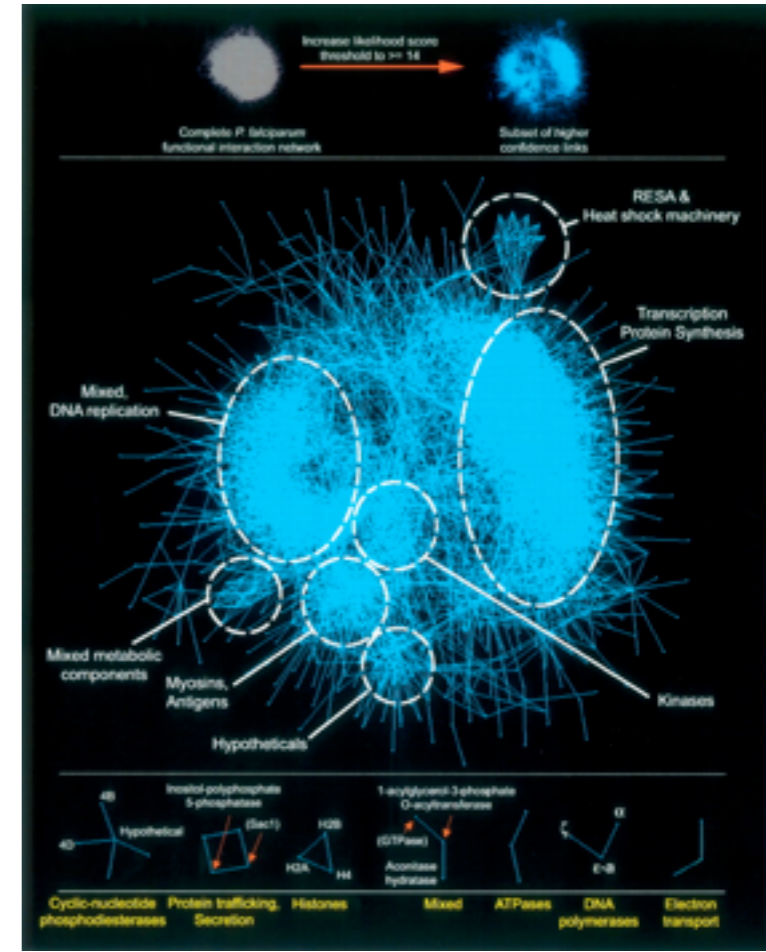 Increase likelihood score
threshold to >= 14
Complete P. falciparum
functional interaction network
Subset of higher
confidence links
RESA &
Heat shock machinery
Transcription
Protein Synthesis
Mixed,
DNA replication
Mixed metabolic
components
Myosins,
Antigens
Kinases
Hypotheticals
Inositol-polyphosphate
5-phosphatase
1-acylglycerol-3-phosphate
O-acyltransferase
4B
Hypothetical
4D
(Sac1)
H2B
H2A
H4
(GTPase)
Aconitase
hydratase
ζ
α
Cyclic-nucleotide
phosphodiesterases
Protein trafficking,
Secretion
Histones
Mixed
ATPases
DNA
polymerases
Electron
transport